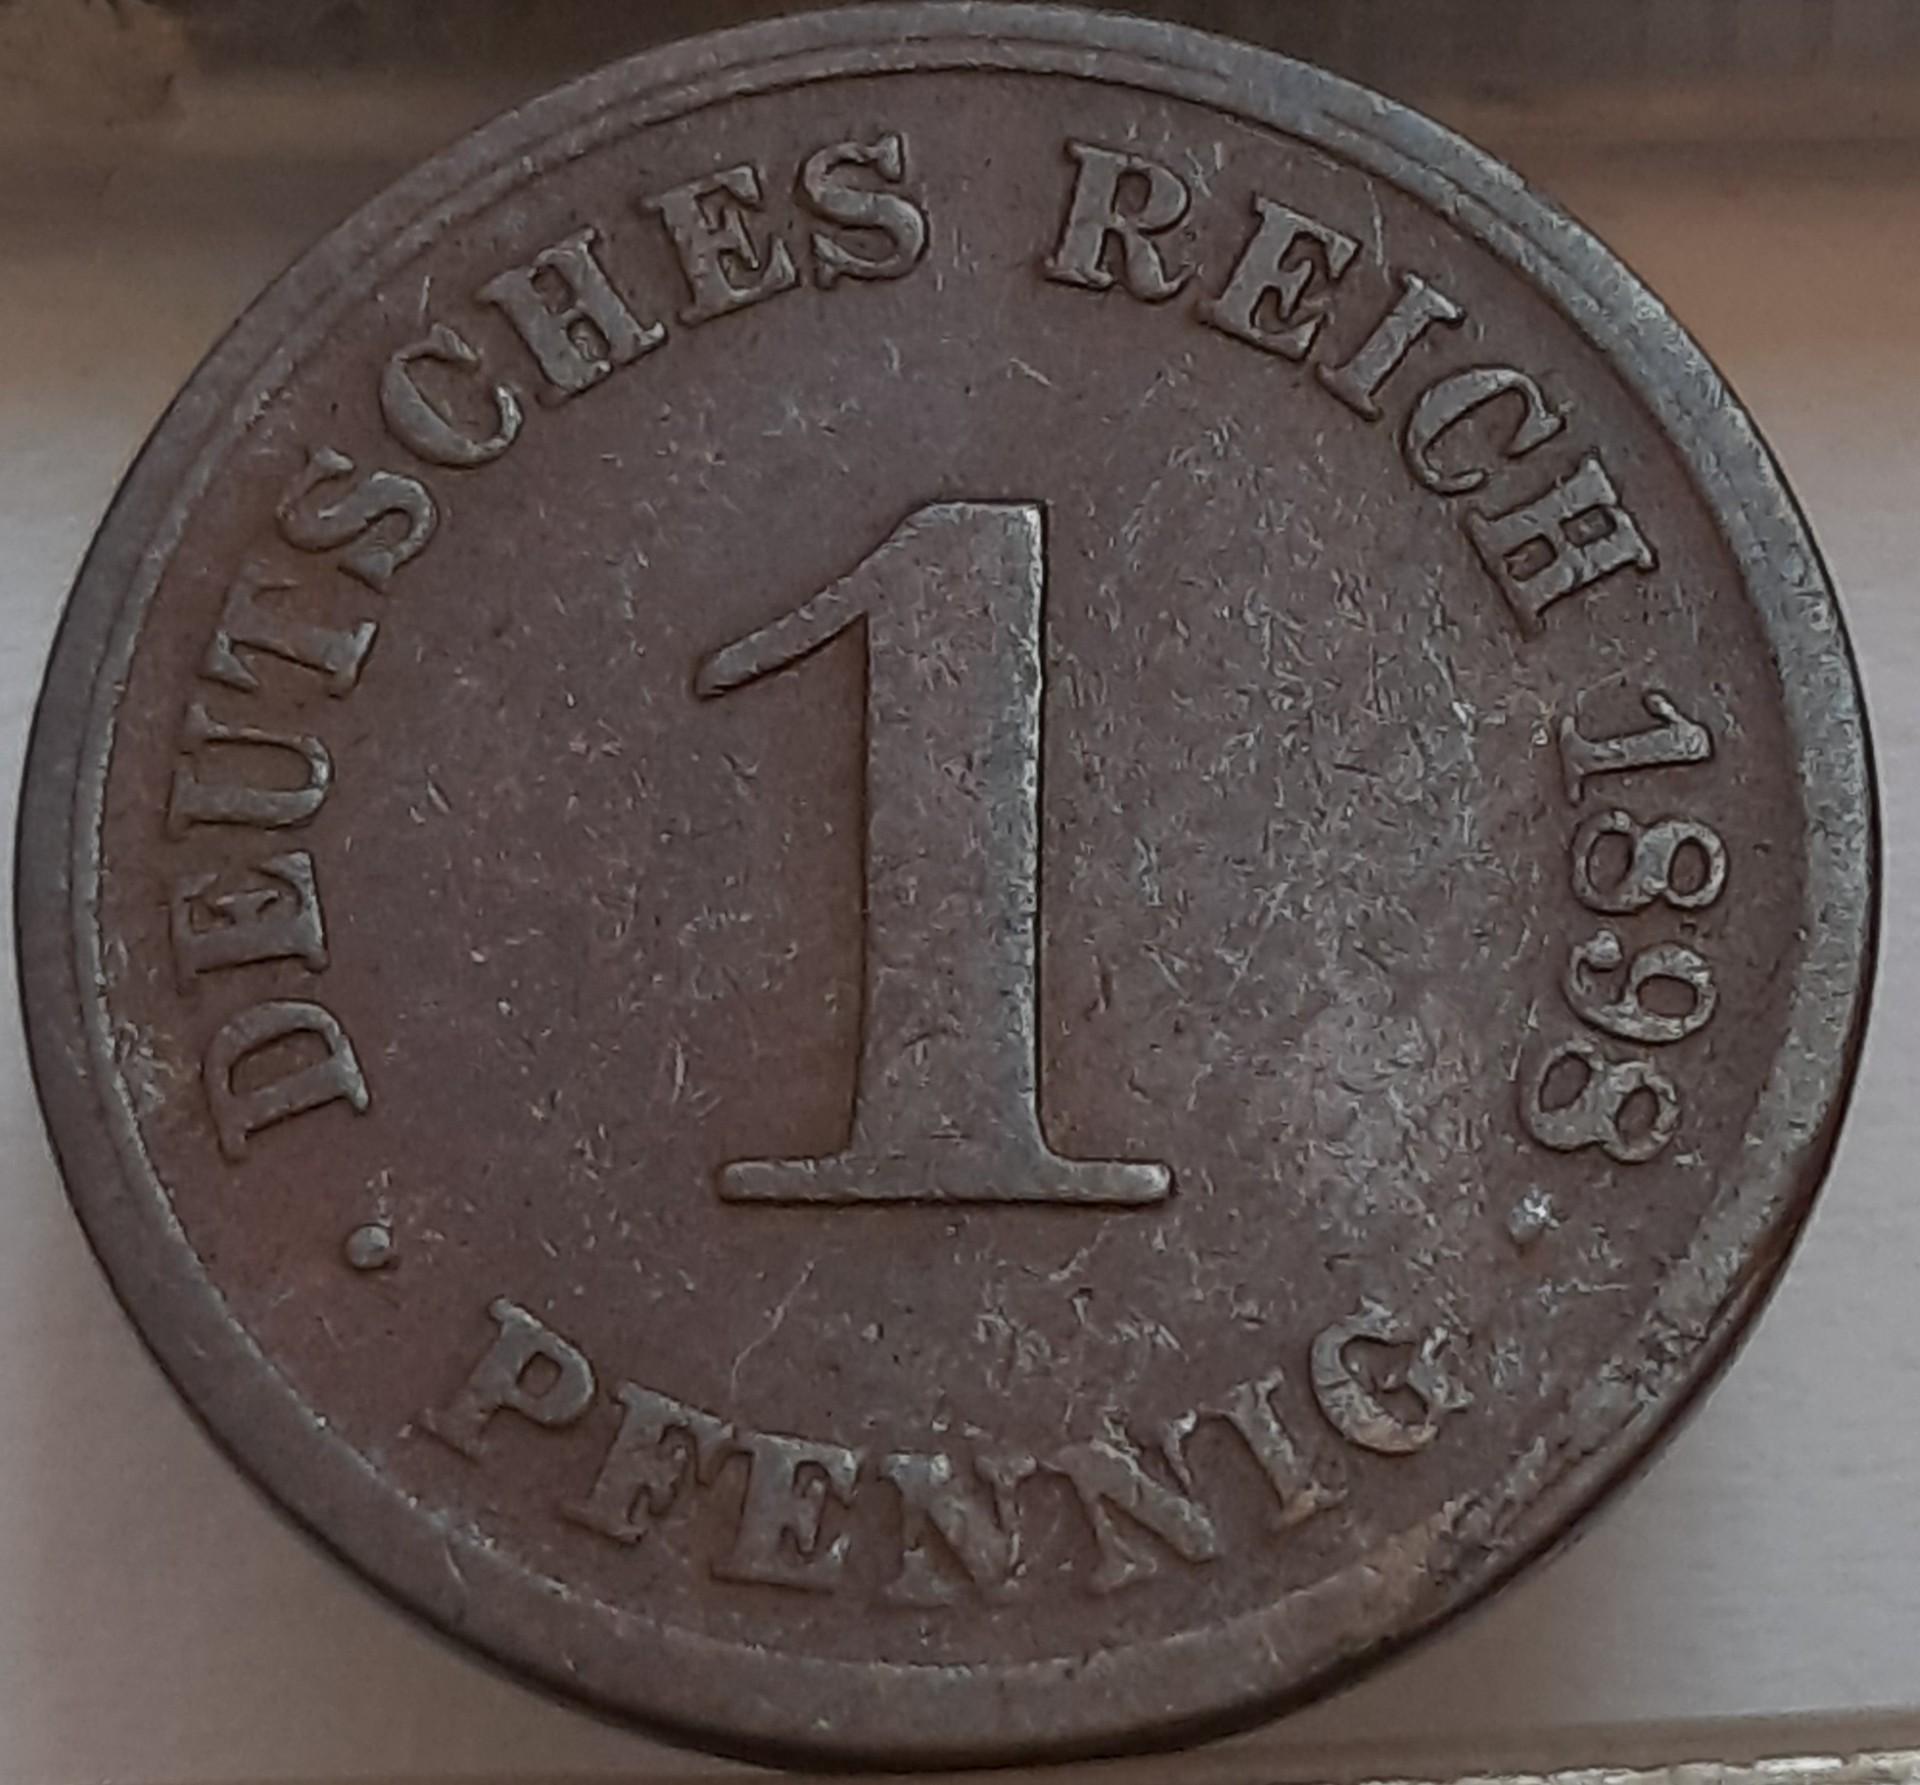 DEUTSCHES REICH 1898
1
· PFENNIG ·